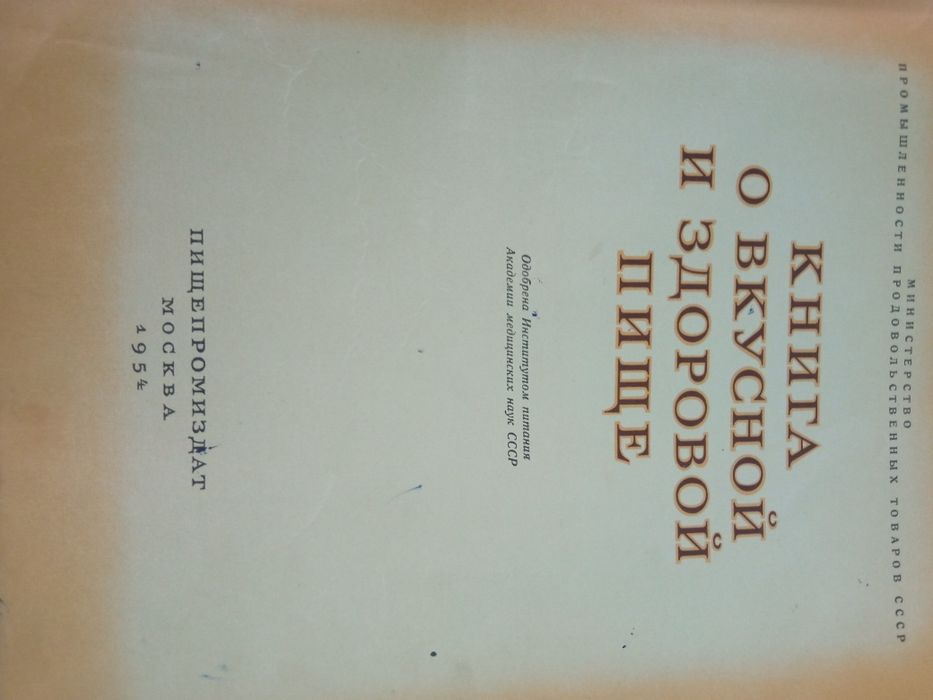 МИНИСТЕРСТВО
ПРОМЫШЛЕННОСТИ ПРОДОВОЛЬСТВЕННЫХ ТОВАРОВ СССР
КНИГА
О ВКУСНОЙ
И ЗДОРОВОЙ
ПИЩЕ
Одобрена Институтом питания
Академии медицинских наук СССР
ПИЩЕПРОМИЗДАТ
МОСКВА
1954